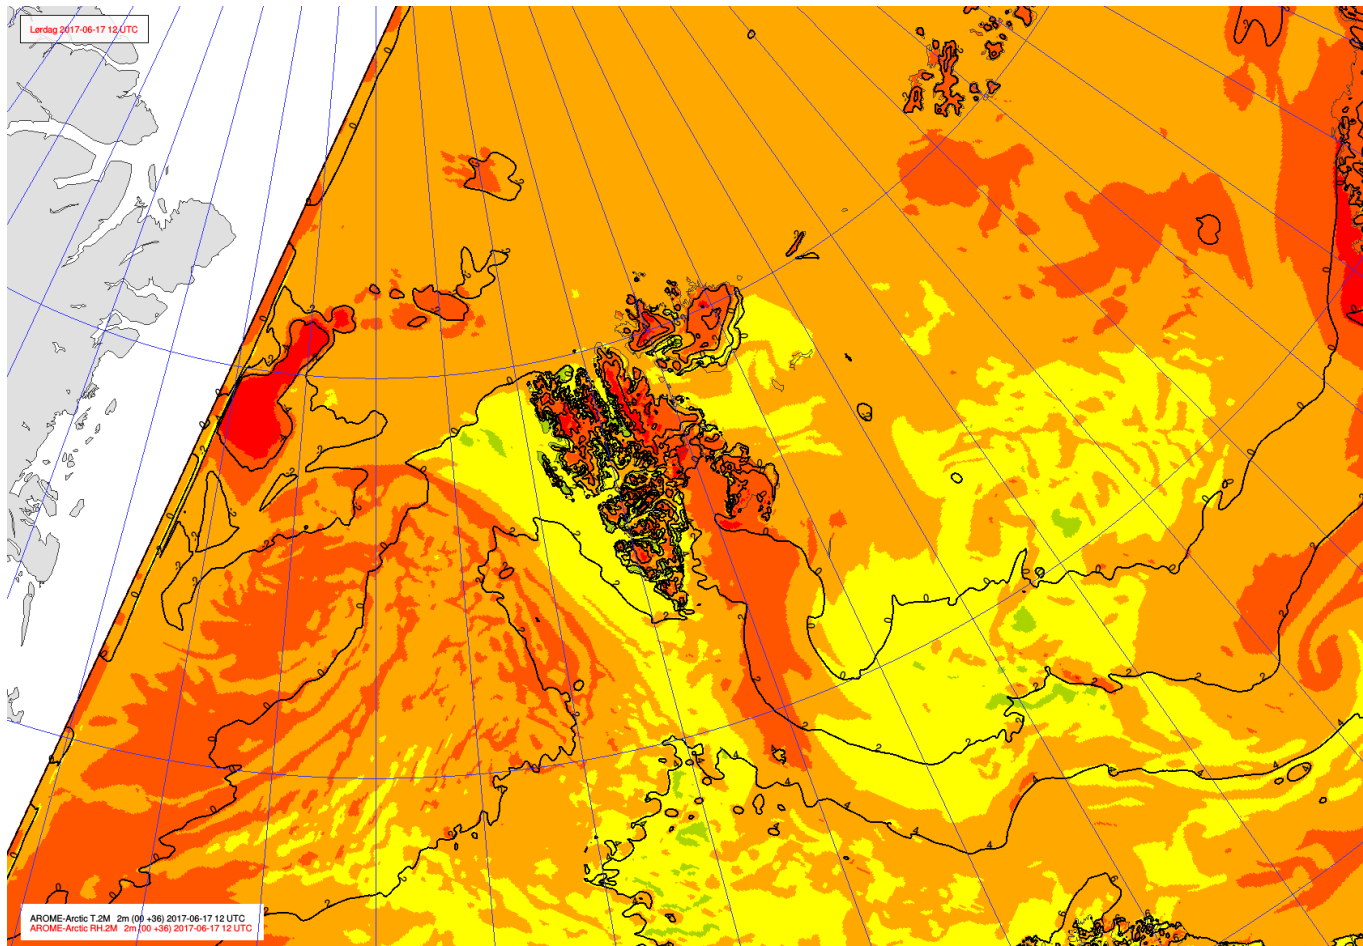 Lørdag 2017-06-17 12 UTC
AROME-Arctic T.2M 2m (00 +36) 2017-06-17 12 UTC
AROME-Arctic RH.2M 2m (00 +36) 2017-06-17 12 UTC